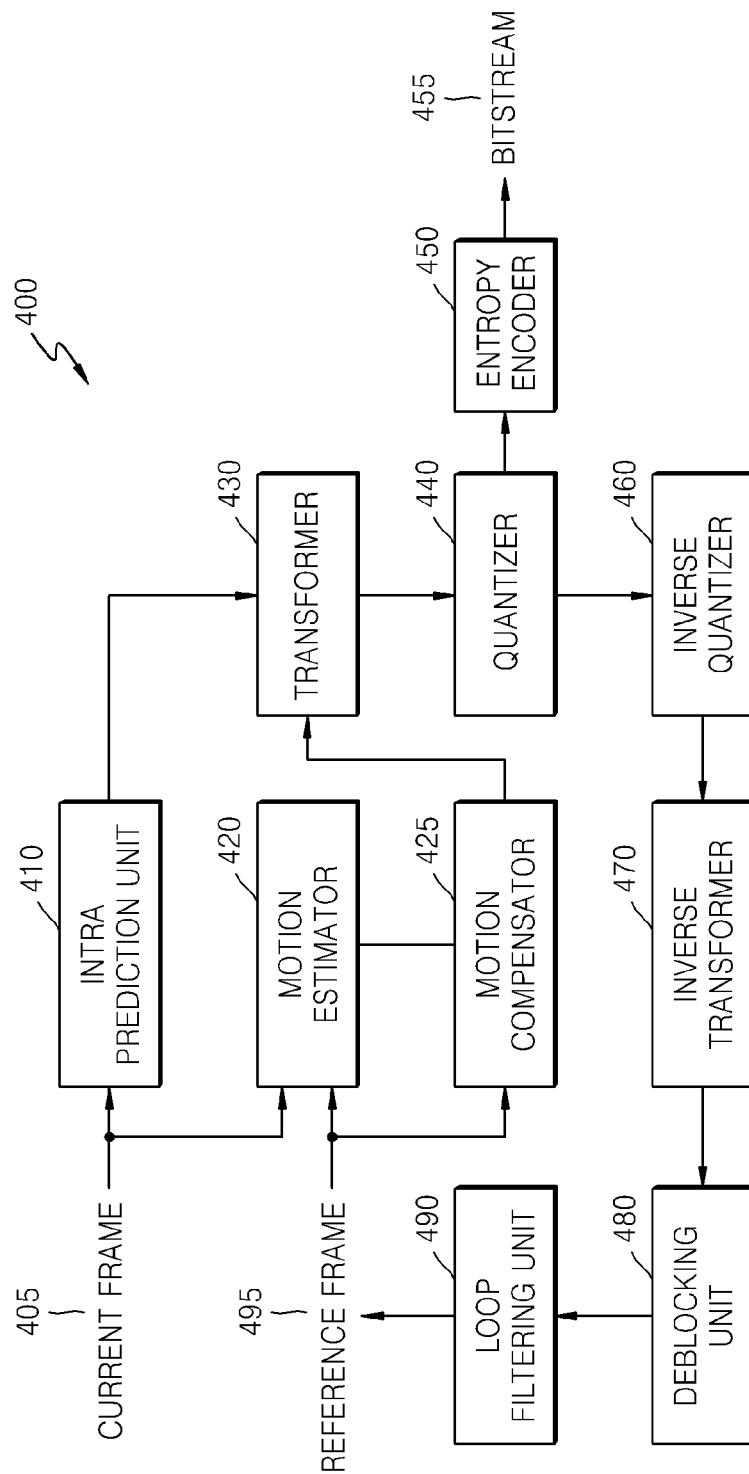 400
405
CURRENT FRAME
410
INTRA
PREDICTION UNIT
495
REFERENCE FRAME
420
MOTION
ESTIMATOR
425
MOTION
COMPENSATOR
430
TRANSFORMER
440
QUANTIZER
450
ENTROPY
ENCODER
455
BITSTREAM
460
INVERSE
QUANTIZER
470
INVERSE
TRANSFORMER
480
DEBLOCKING
UNIT
490
LOOP
FILTERING UNIT